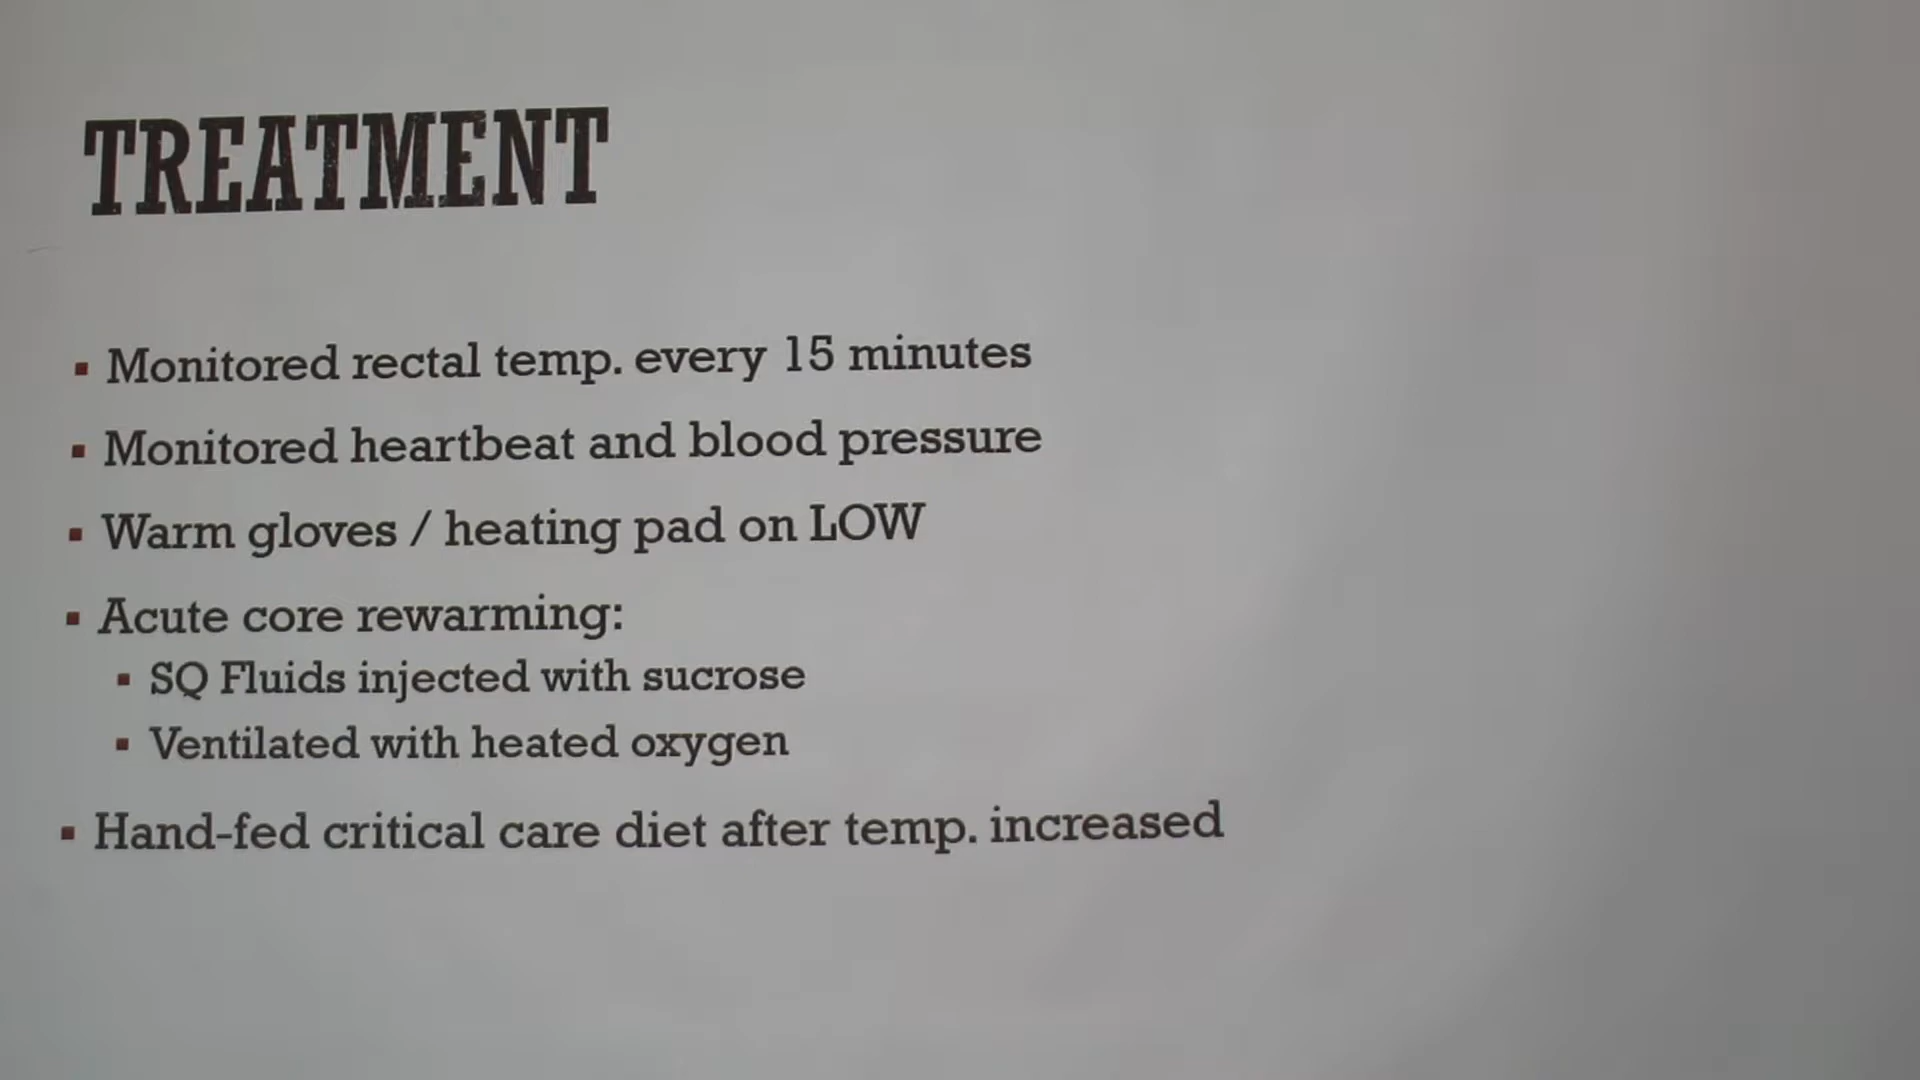 TREATMENT
▪ Monitored rectal temp. every 15 minutes
▪ Monitored heartbeat and blood pressure
▪ Warm gloves / heating pad on LOW
▪ Acute core rewarming:
▪ SQ Fluids injected with sucrose
▪ Ventilated with heated oxygen
▪ Hand-fed critical care diet after temp. increased